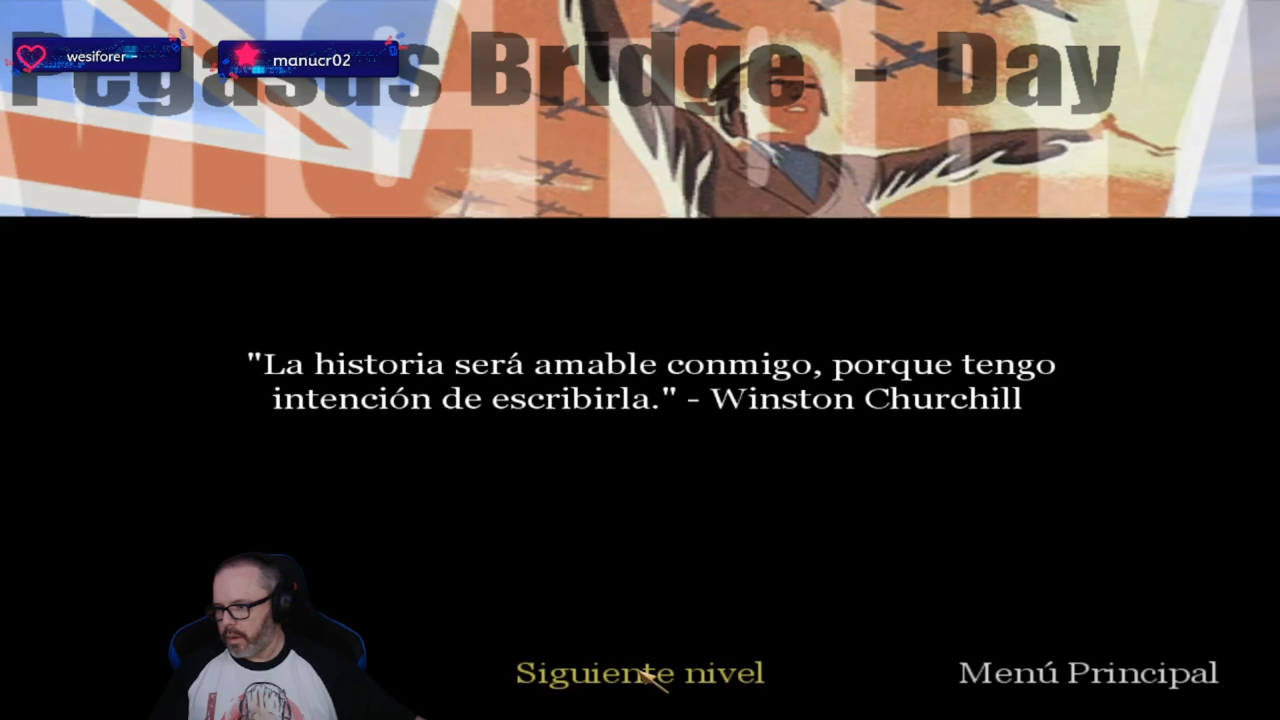 Pegasus Bridge - Day
wesiforer
manucr02
"La historia será amable conmigo, porque tengo
intención de escribirla." - Winston Churchill
Siguiente nivel
Menú Principal